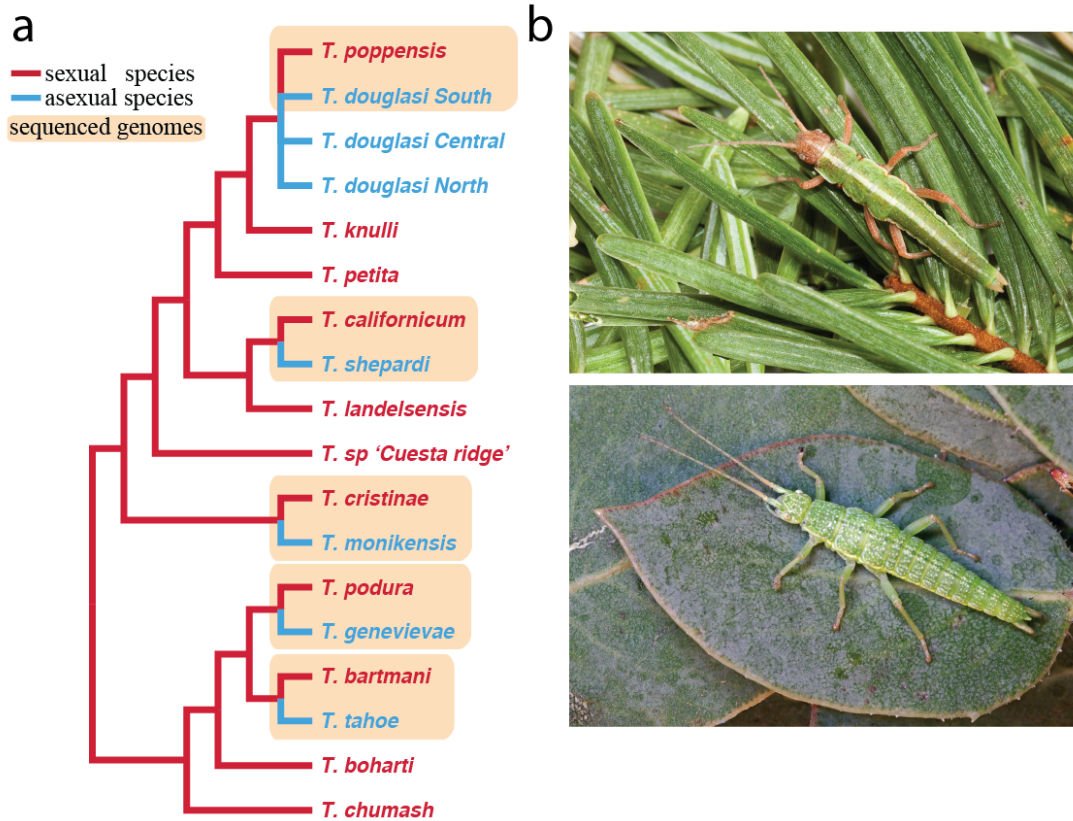 a
sexual species
asexual species
sequenced genomes
T. poppensis
T. douglasi South
T. douglasi Central
T. douglasi North
T. knulli
T. petita
T. californicum
T. shepardi
T. landelsensis
T. sp ‘Cuesta ridge’
T. cristinae
T. monikensis
T. podura
T. genevievae
T. bartmani
T. tahoe
T. boharti
T. chumash
b